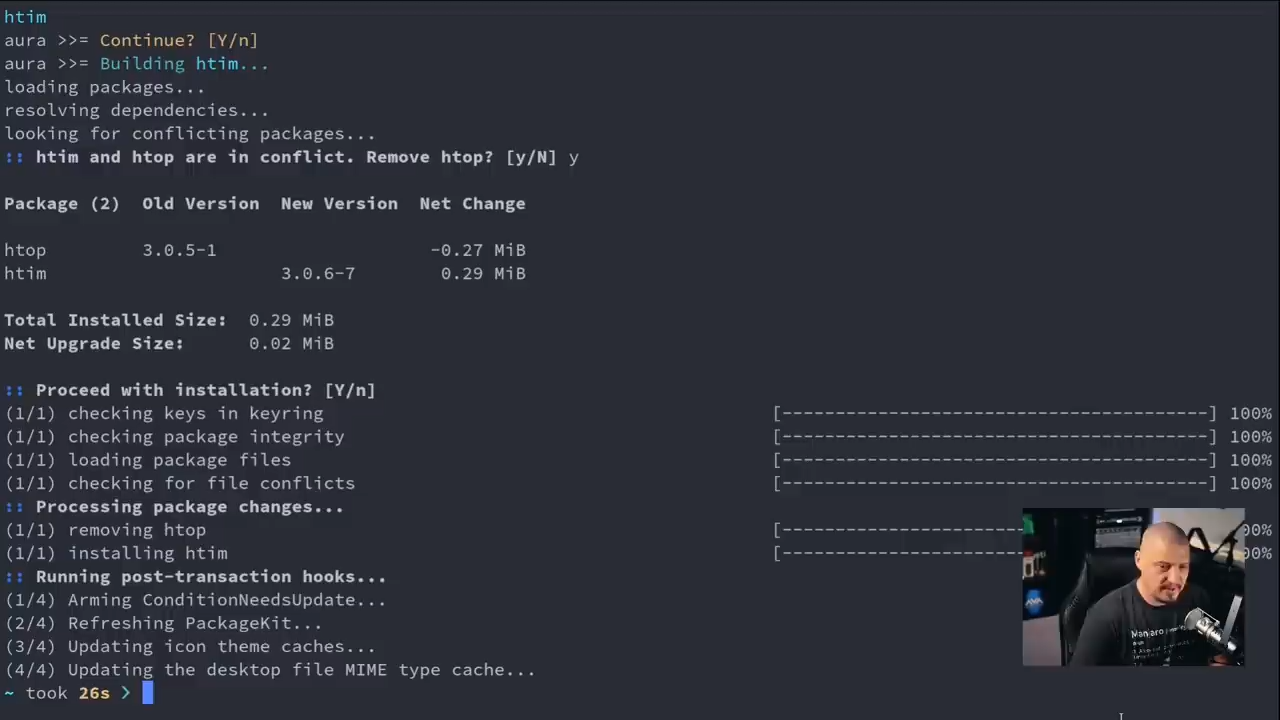 htim
aura >>= Continue? [Y/n]
aura >>= Building htim...
loading packages...
resolving dependencies...
looking for conflicting packages...
:: htim and htop are in conflict. Remove htop? [y/N] y
Package (2) Old Version New Version Net Change
htop 3.0.5-1 -0.27 MiB
htim 3.0.6-7 0.29 MiB
Total Installed Size: 0.29 MiB
Net Upgrade Size: 0.02 MiB
:: Proceed with installation? [Y/n]
(1/1) checking keys in keyring [----------------------------------------] 100%
(1/1) checking package integrity [----------------------------------------] 100%
(1/1) loading package files [----------------------------------------] 100%
(1/1) checking for file conflicts [----------------------------------------] 100%
:: Processing package changes...
(1/1) removing htop [----------------------- 00%
(1/1) installing htim [----------------------- 00%
:: Running post-transaction hooks...
(1/4) Arming ConditionNeedsUpdate...
(2/4) Refreshing PackageKit...
(3/4) Updating icon theme caches...
(4/4) Updating the desktop file MIME type cache...
~ took 26s >
Manjaro